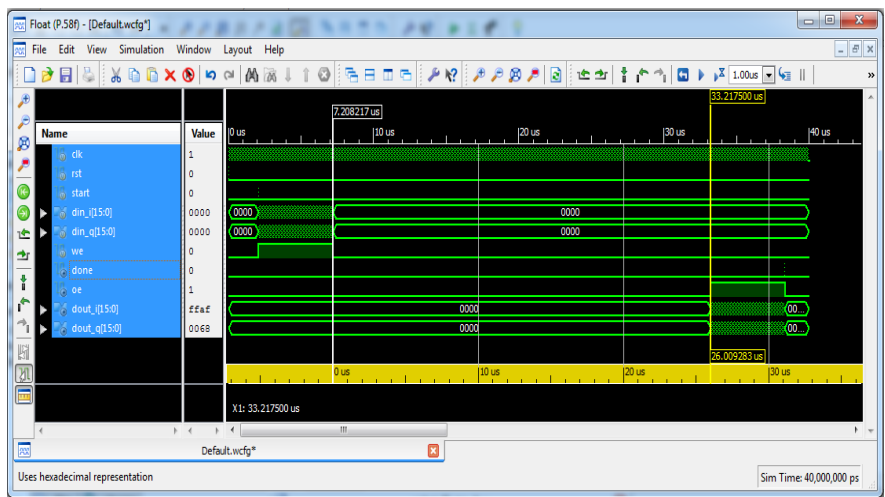 Float (P.58f) - [Default.wcfg*]
File Edit View Simulation Window Layout Help
1.00us
»
33.217500 us
7.208217 us
Name Value 0 us 10 us 20 us 30 us 40 us
clk 1
rst 0
start 0
din_i[15:0] 0000 0000 0000
din_q[15:0] 0000 0000 0000
we 0
done 0
oe 1
dout_i[15:0] ffaf 0000 00...
dout_q[15:0] 0068 0000 00...
26.009283 us
0 us 10 us 20 us 30 us
X1: 33.217500 us
Default.wcfg*
Uses hexadecimal representation Sim Time: 40,000,000 ps